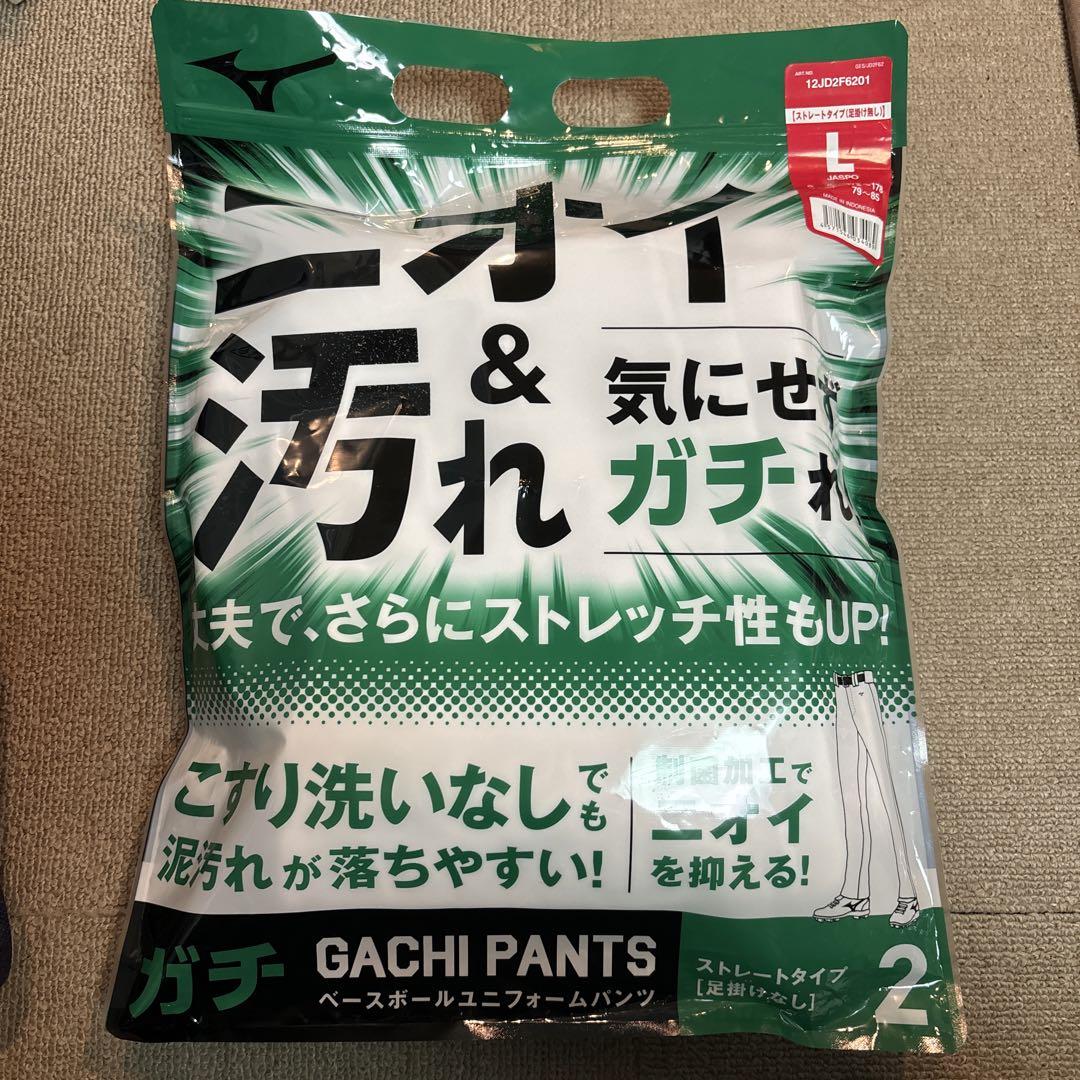 GFS/JD2F62
ART.NO.
12JD2F6201
【ストレートタイプ(足掛け無し)】
L
JASPO
79~85
MADE IN INDONESIA
ニオイ
&
汚れ
気にせず
ガチれ
丈夫で、さらにストレッチ性もUP!
こすり洗いなしでも
泥汚れが落ちやすい!
制菌加工で
ニオイ
を抑える!
ガチ
GACHI PANTS
ベースボールユニフォームパンツ
ストレートタイプ
[足掛けなし]
2